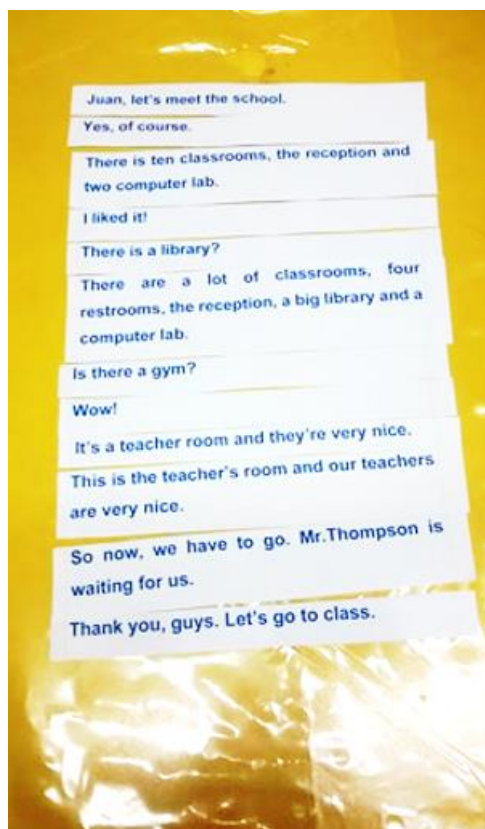 Juan, let's meet the school.
Yes, of course.
There is ten classrooms, the reception and
two computer lab.
I liked it!
There is a library?
There are a lot of classrooms, four
restrooms, the reception, a big library and a
computer lab.
Is there a gym?
Wow!
It's a teacher room and they're very nice.
This is the teacher's room and our teachers
are very nice.
So now, we have to go. Mr.Thompson is
waiting for us.
Thank you, guys. Let's go to class.